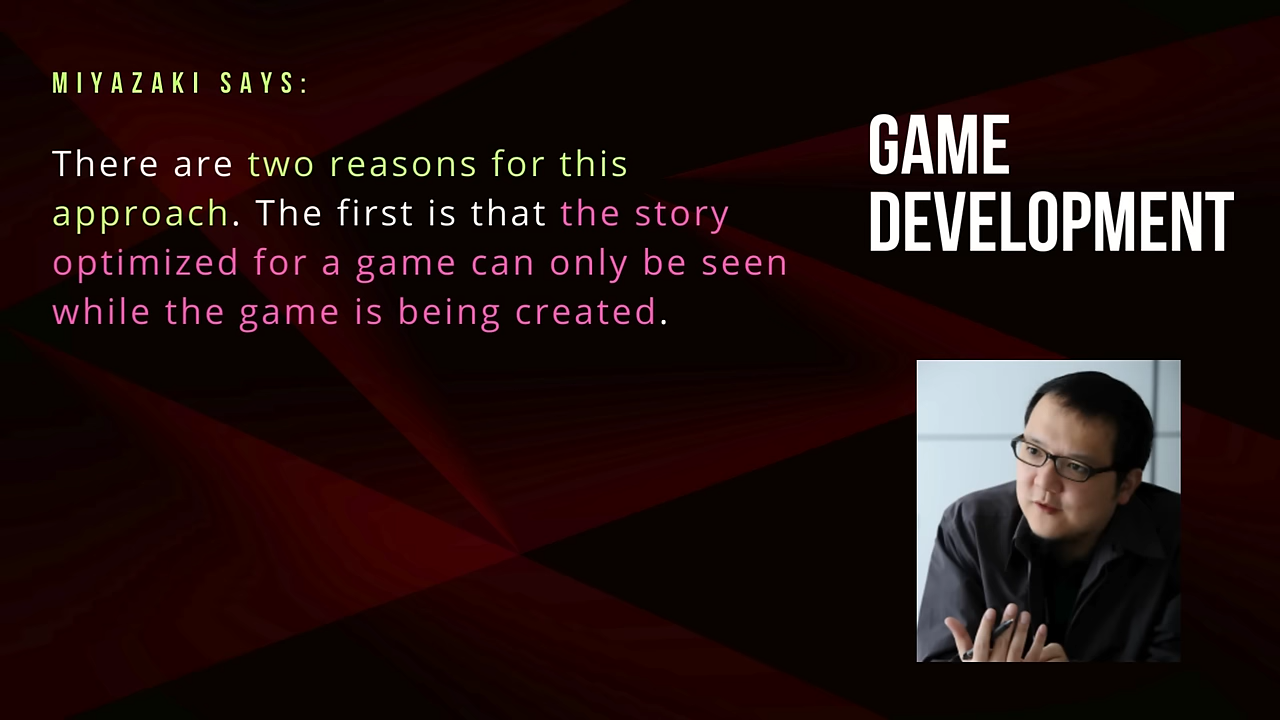 MIYAZAKI SAYS:
There are two reasons for this
approach. The first is that the story
optimized for a game can only be seen
while the game is being created.
GAME
DEVELOPMENT